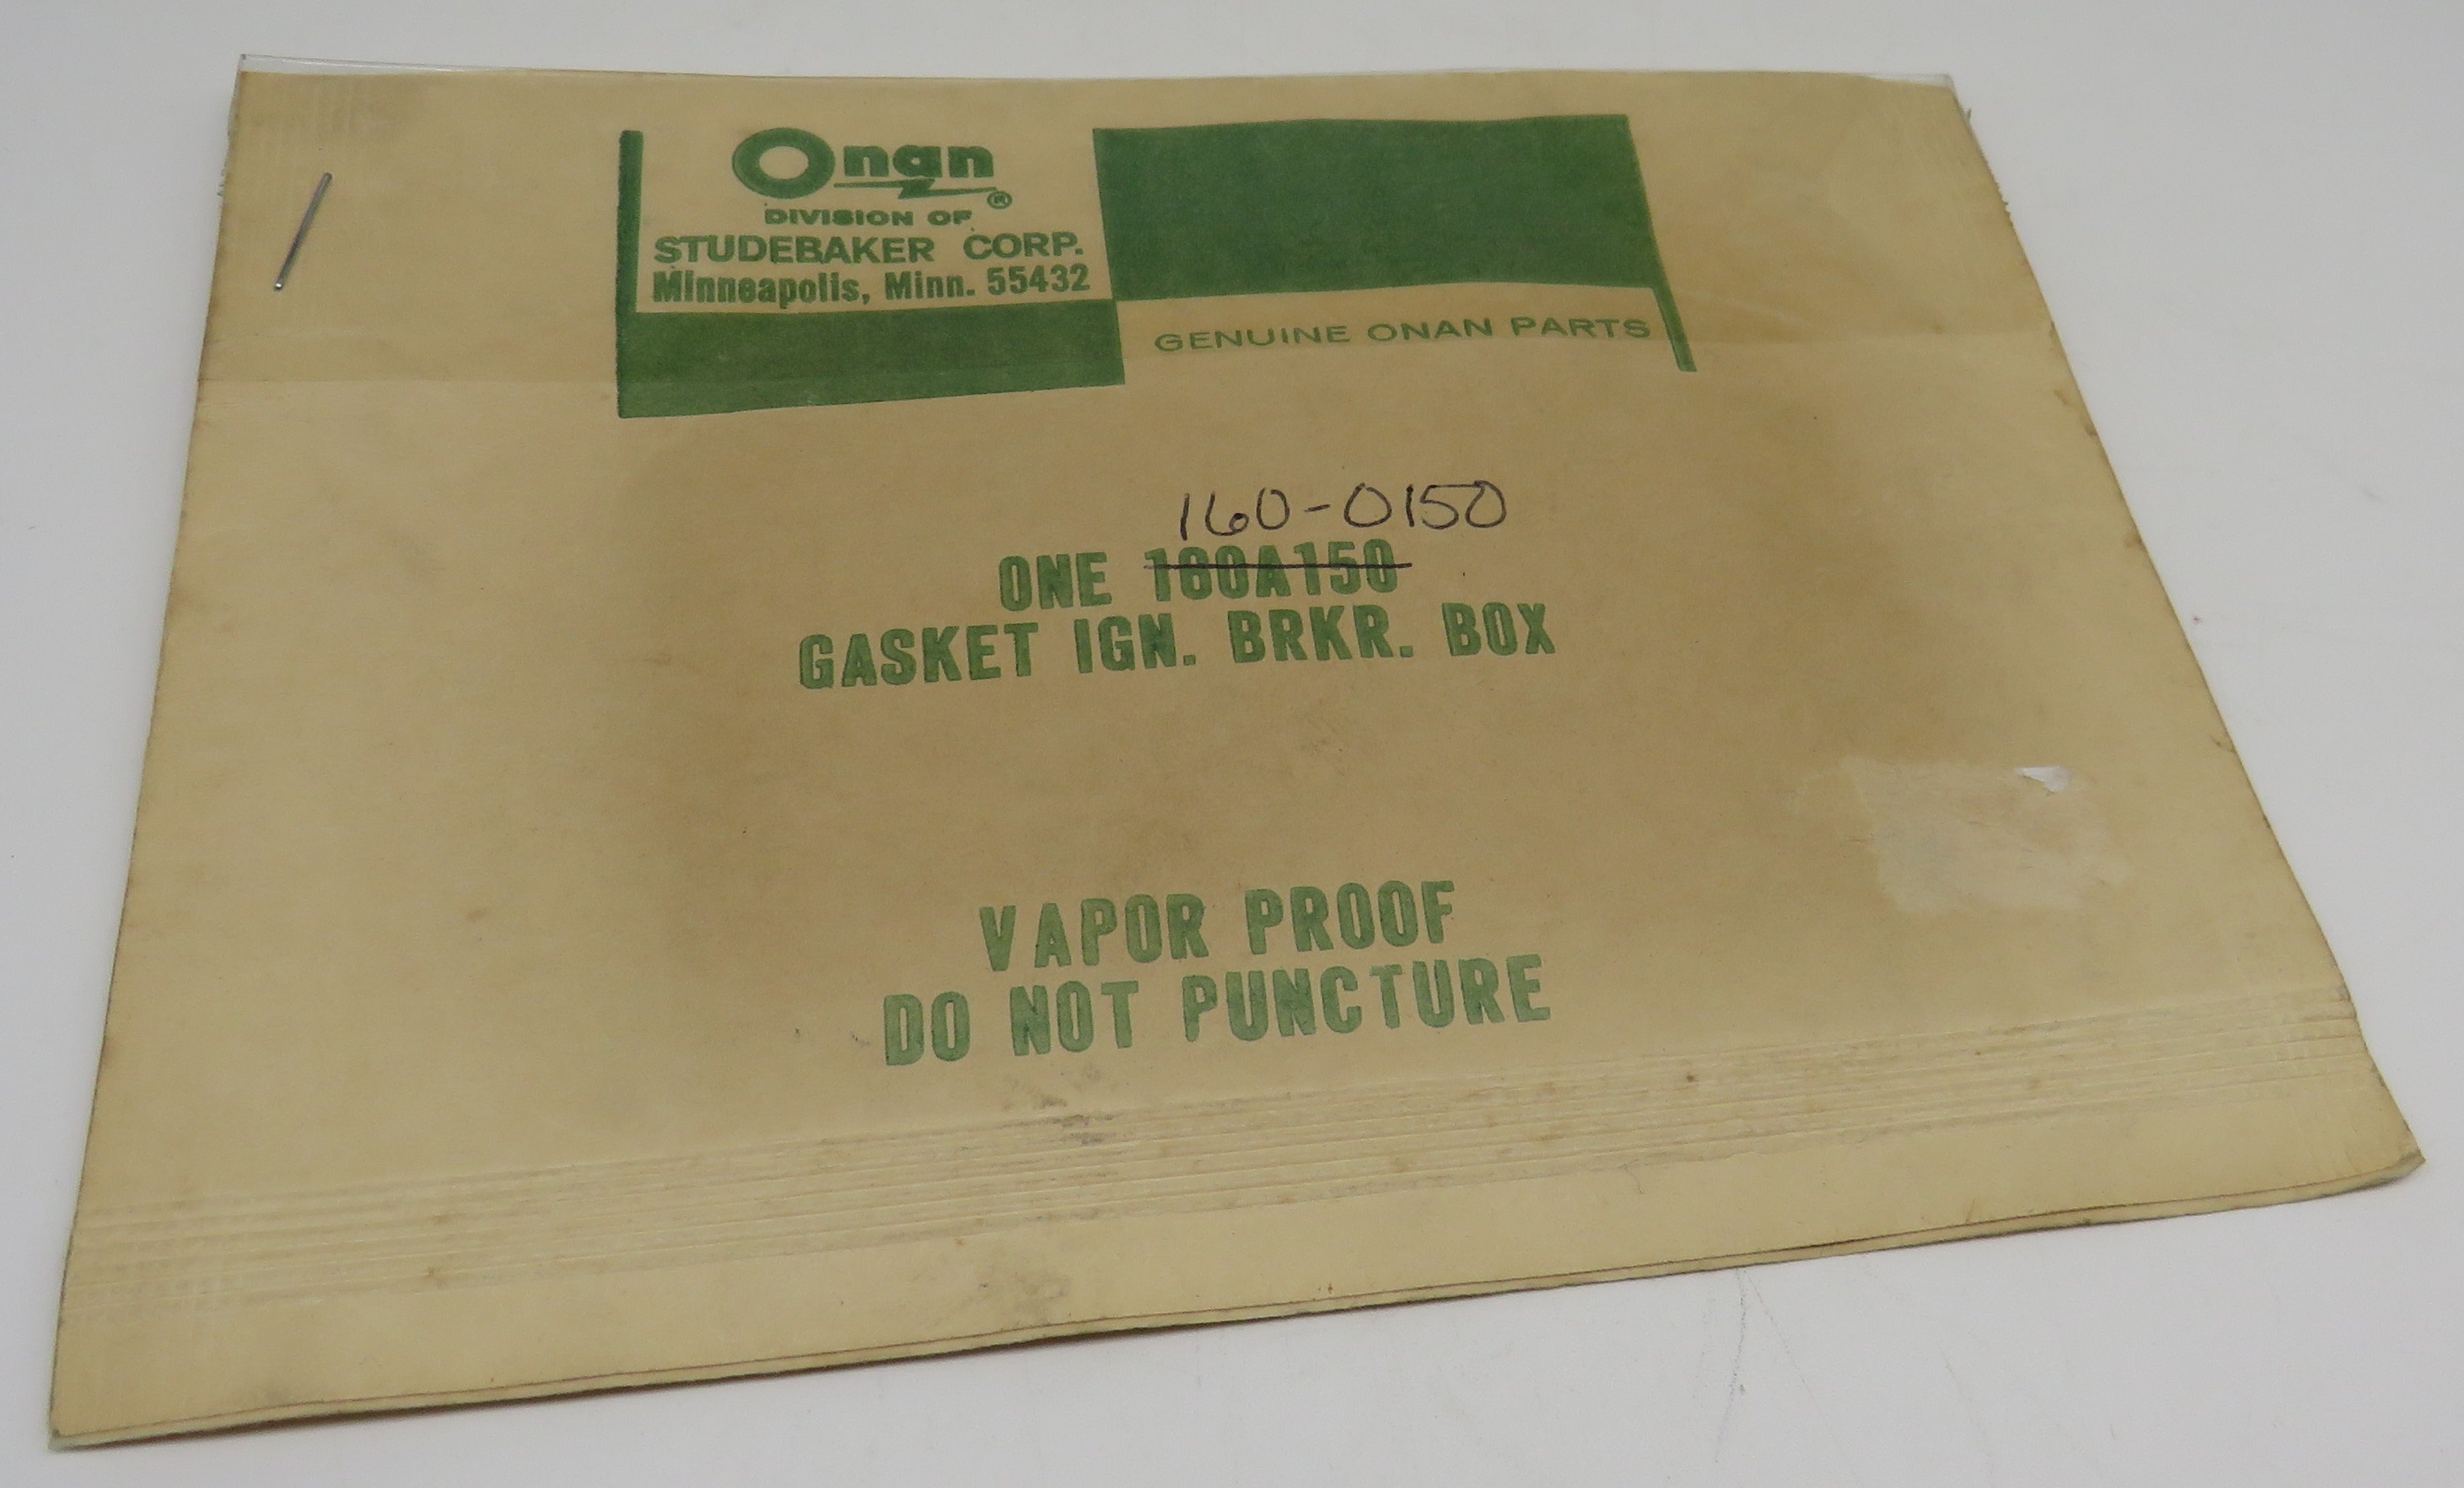 Onan®
DIVISION OF
STUDEBAKER CORP.
Minneapolis, Minn. 55432
GENUINE ONAN PARTS
160-0150
ONE 160A150
GASKET IGN. BRKR. BOX
VAPOR PROOF
DO NOT PUNCTURE